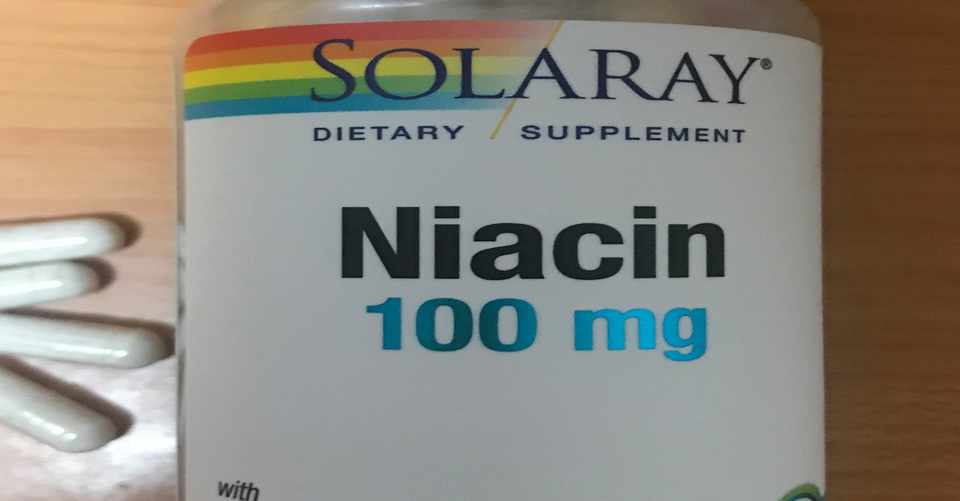 SOLARAY®
DIETARY SUPPLEMENT
Niacin
100 mg
with